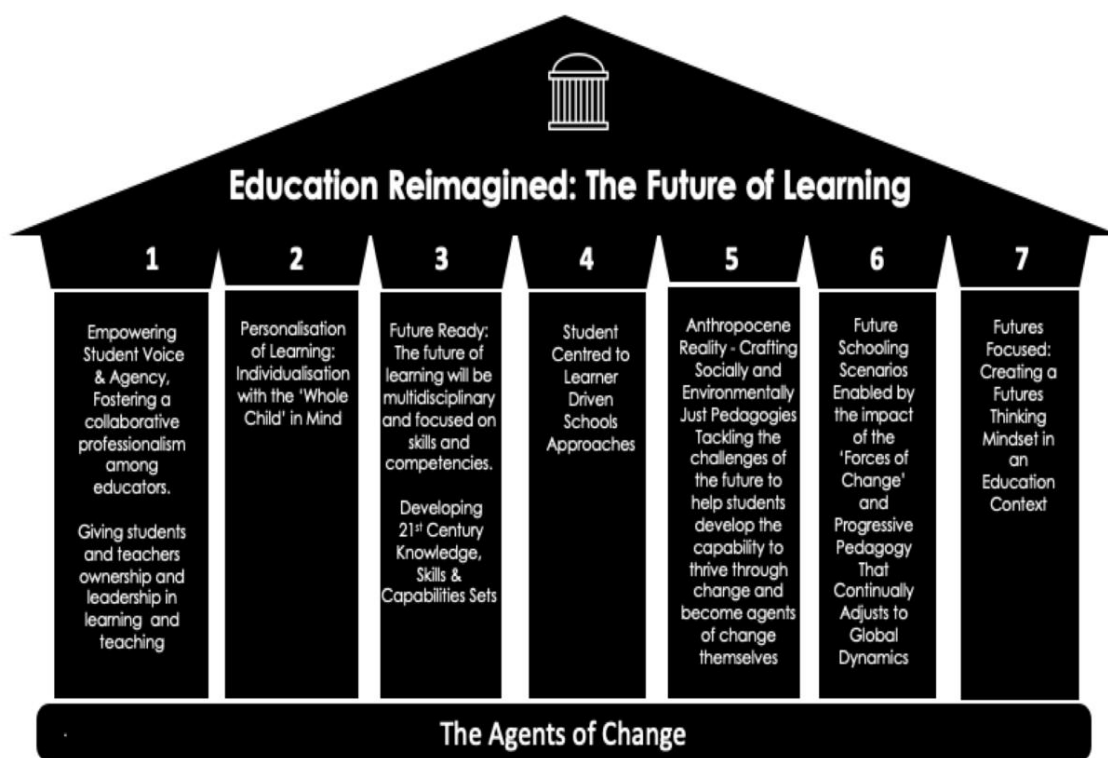 Education Reimagined: The Future of Learning
1
Empowering
Student Voice
& Agency,
Fostering a
collaborative
professionalism
among
educators.
Giving students
and teachers
ownership and
leadership in
learning and
teaching
2
Personalisation
of Learning:
Individualisation
with the 'Whole
Child' in Mind
3
Future Ready:
The future of
learning will be
multidisciplinary
and focused on
skills and
competencies.
Developing
21st Century
Knowledge,
Skills &
Capabilities Sets
4
Student
Centred to
Learner
Driven
Schools
Approaches
5
Anthropocene
Reality - Crafting
Socially and
Environmentally
Just Pedagogies
Tackling the
challenges of
the future to
help students
develop the
capability to
thrive through
change and
become agents
of change
themselves
6
Future
Schooling
Scenarios
Enabled by
the impact
of the
'Forces of
Change'
and
Progressive
Pedagogy
That
Continually
Adjusts to
Global
Dynamics
7
Futures
Focused:
Creating a
Futures
Thinking
Mindset in
an
Education
Context
The Agents of Change